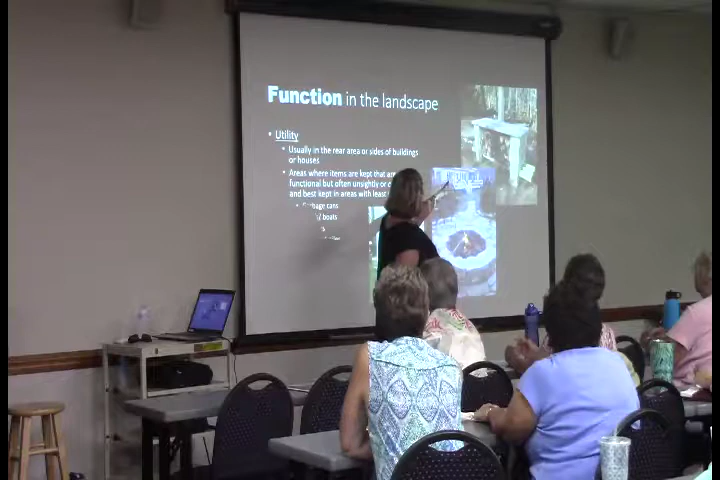 Function in the landscape
• Utility
• Usually in the rear area or sides of buildings
or houses
• Areas where items are kept that
functional but often unsightly or
and best kept in areas with least
cans
boats